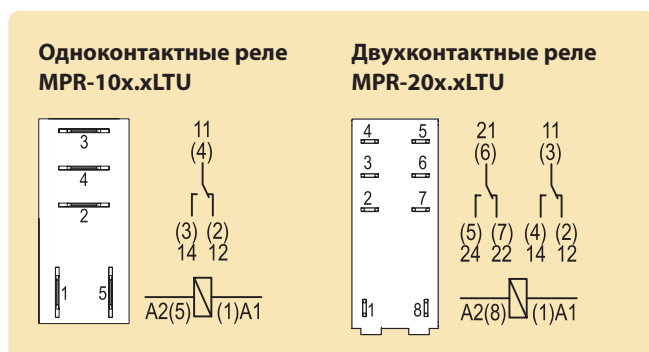 Одноконтактные реле
MPR-10x.xLTU
3
4
2
1 5
11
(4)
(3) (2)
14 12
A2(5) (1)A1
Двухконтактные реле
MPR-20x.xLTU
4 5
3 6
2 7
1 8
21 11
(6) (3)
(5) (7) (4) (2)
24 22 14 12
A2(8) (1)A1